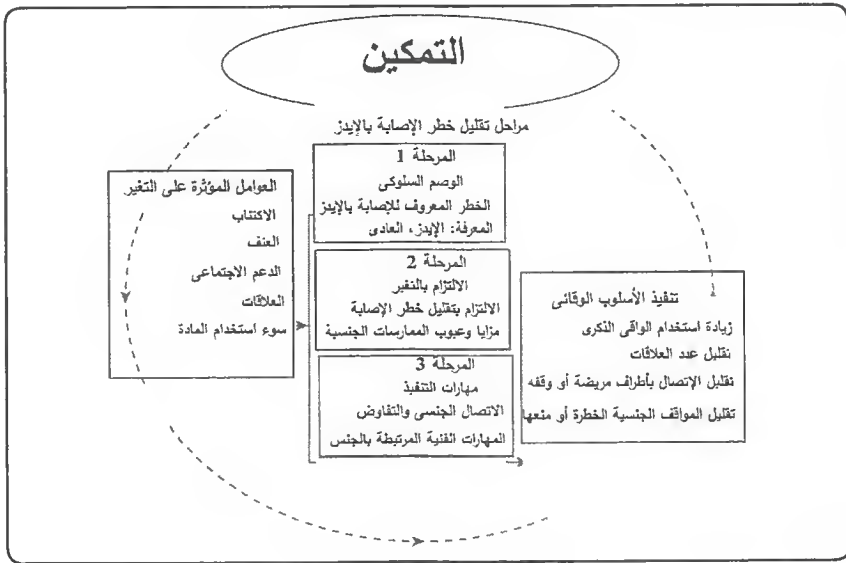 التمكين
مراحل تقليل خطر الإصابة بالإيدز
المرحلة 1
الوصم السلوكى
الخطر المعروف للإصابة بالإيدز
المعرفة: الإيدز، العادى
العوامل المؤثرة على التغير
الاكتئاب
العنف
الدعم الاجتماعى
العلاقات
سوء استخدام المادة
المرحلة 2
الالتزام بالتغير
الالتزام بتقليل خطر الإصابة
مزايا وعيوب الممارسات الجنسية
المرحلة 3
مهارات التنفيذ
الاتصال الجنسى والتفاوض
المهارات الفنية المرتبطة بالجنس
تنفيذ الأسلوب الوقائى
زيادة استخدام الواقى الذكرى
تقليل عدد العلاقات
تقليل الإتصال بأطراف مريضة أو وقفه
تقليل المواقف الجنسية الخطرة أو منعها